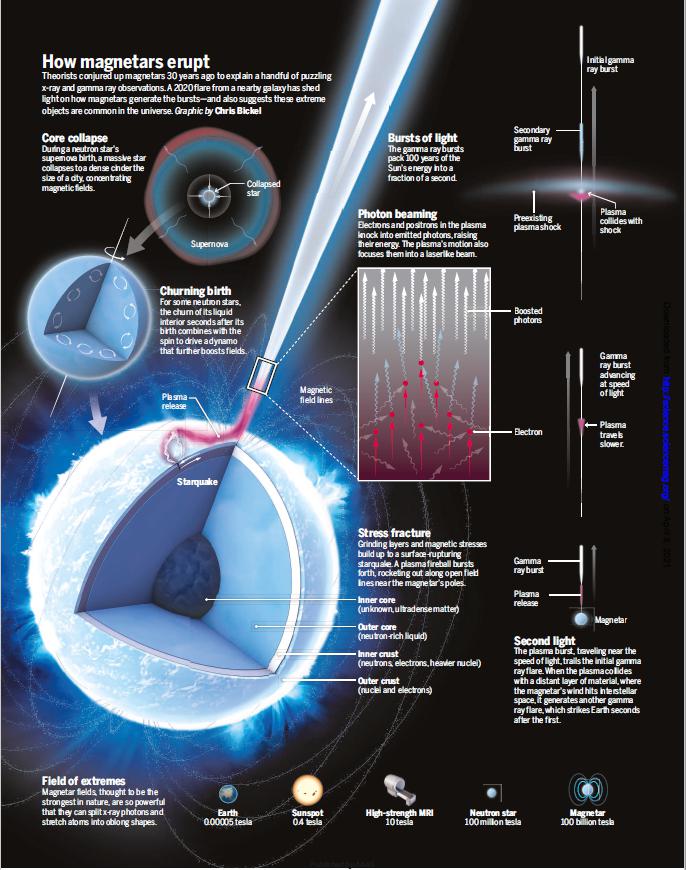 How magnetars erupt
Theorists conjured up magnetars 30 years ago to explain a handful of puzzling
x-ray and gamma ray observations. A 2020 flare from a nearby galaxy has shed
light on how magnetars generate the bursts—and also suggests these extreme
objects are common in the universe. Graphic by Chris Bickel
Core collapse
During a neutron star's
supernova birth, a massive star
collapses to a dense cinder the
size of a city, concentrating
magnetic fields.
Collapsed
star
Supernova
Churning birth
For some neutron stars,
the churn of its liquid
interior seconds after its
birth combines with the
spin to drive a dynamo
that further boosts fields.
Plasma
release
Starquake
Magnetic
field lines
Bursts of light
The gamma ray bursts
pack 100 years of the
Sun's energy into a
fraction of a second.
Photon beaming
Electrons and positrons in the plasma
knock into emitted photons, raising
their energy. The plasma's motion also
focuses them into a laserlike beam.
Boosted
photons
Electron
Stress fracture
Grinding layers and magnetic stresses
build up to a surface-rupturing
starquake. A plasma fireball bursts
forth, rocketing out along open field
lines near the magnetar's poles.
Inner core
(unknown, ultradense matter)
Outer core
(neutron-rich liquid)
Inner crust
(neutrons, electrons, heavier nuclei)
Outer crust
(nuclei and electrons)
Initial gamma
ray burst
Secondary
gamma ray
burst
Preexisting
plasma shock
Plasma
collides with
shock
Gamma
ray burst
advancing
at speed
of light
Plasma
travels
slower.
Gamma
ray burst
Plasma
release
Magnetar
Second light
The plasma burst, traveling near the
speed of light, trails the initial gamma
ray flare. When the plasma collides
with a distant layer of material, where
the magnetar's wind hits interstellar
space, it generates another gamma
ray flare, which strikes Earth seconds
after the first.
Field of extremes
Magnetar fields, thought to be the
strongest in nature, are so powerful
that they can split x-ray photons and
stretch atoms into oblong shapes.
Earth
0.00005 tesla
Sunspot
0.4 tesla
High-strength MRI
10 tesla
Neutron star
100 million tesla
Magnetar
100 billion tesla
Downloaded from http://science.sciencemag.org/ on April 8, 2021
Published by AAAS